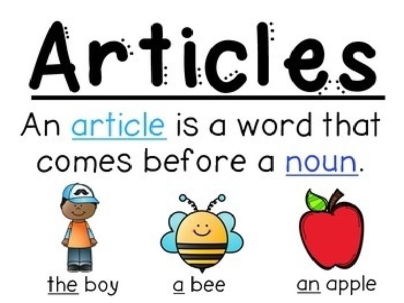 Articles
An article is a word that
comes before a noun.
the boy a bee an apple